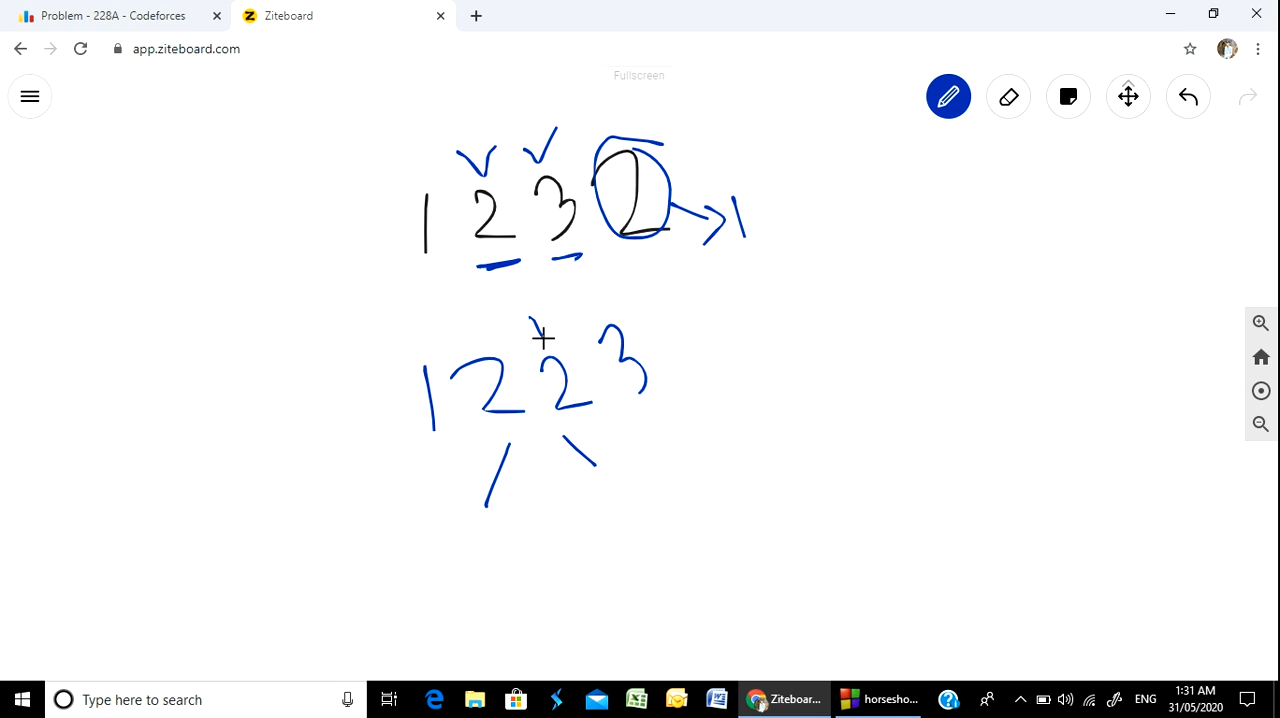 Problem - 228A - Codeforces
Ziteboard
app.ziteboard.com
Fullscreen
1 2 3 2 → 1
1 2 2 3
Type here to search
Ziteboar...
horsesho...
ENG
1:31 AM
31/05/2020